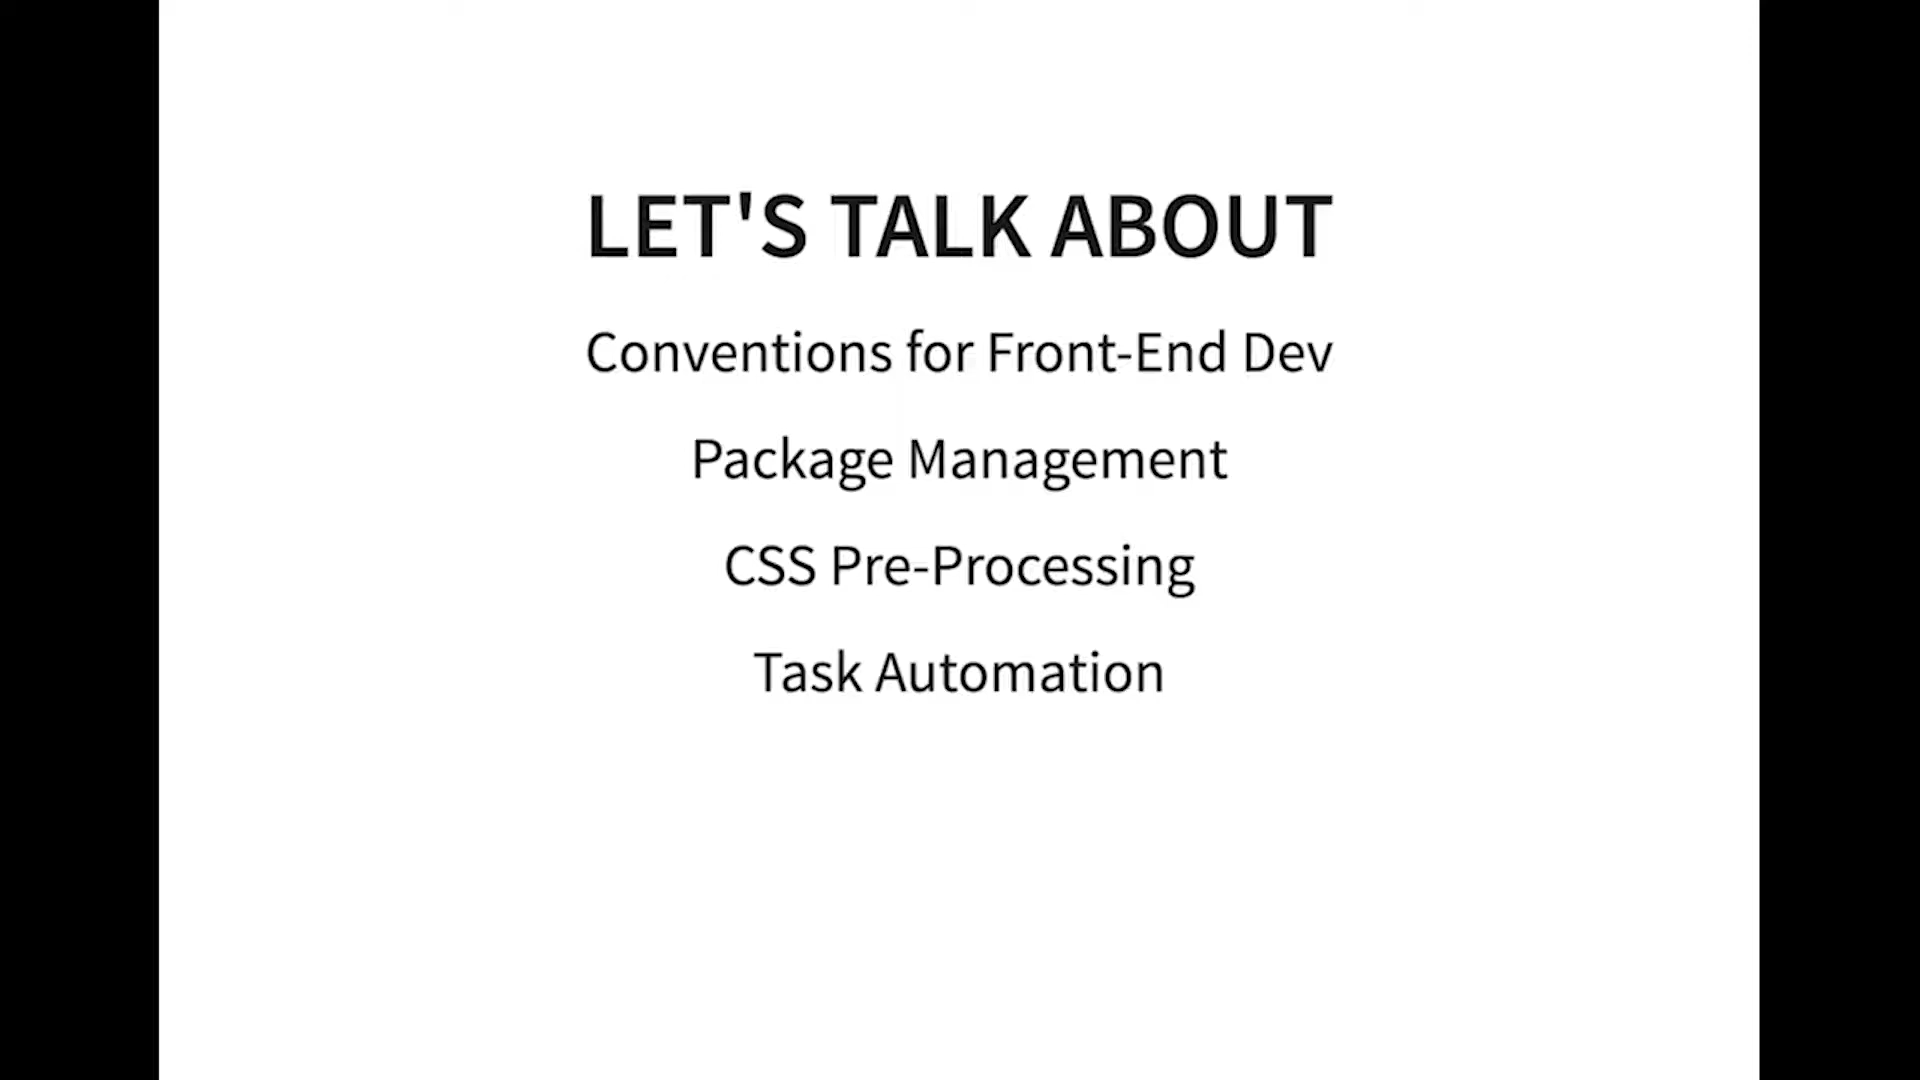 LET'S TALK ABOUT
Conventions for Front-End Dev
Package Management
CSS Pre-Processing
Task Automation